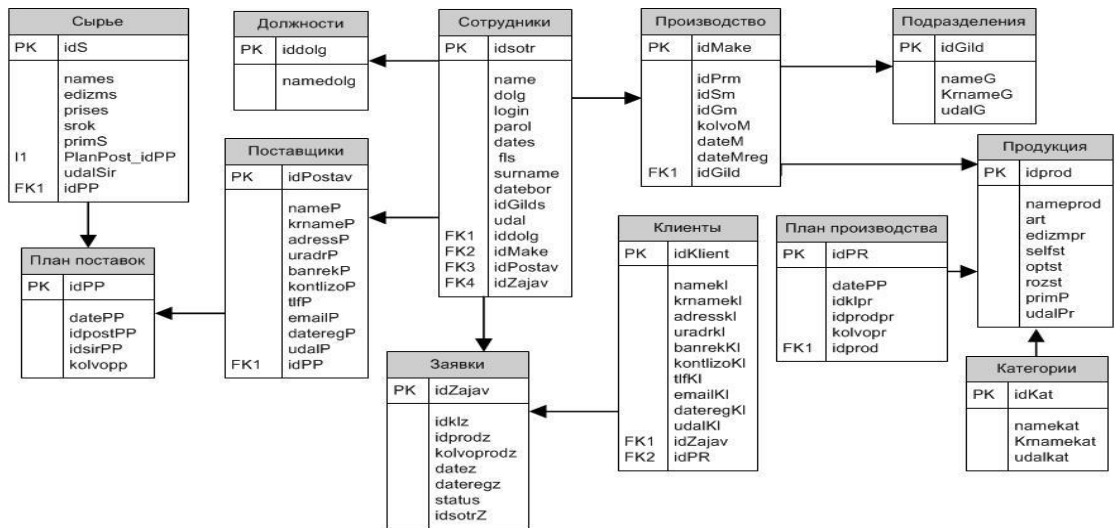 Сырье
PK idS
names
edizms
prises
srok
primS
I1 PlanPost_idPP
udalSir
FK1 idPP
Должности
PK iddolg
namedolg
Сотрудники
PK idsotr
name
dolg
login
parol
dates
fls
surname
datebor
idGilds
udal
FK1 iddolg
FK2 idMake
FK3 idPostav
FK4 idZajav
Производство
PK idMake
idPrm
idSm
idGm
kolvoM
dateM
dateMreg
FK1 idGild
Подразделения
PK idGild
nameG
KrnameG
udalG
Поставщики
PK idPostav
nameP
krnameP
adressP
uradrP
banrekP
kontlizoP
tlfP
emailP
dateregP
udalP
FK1 idPP
Продукция
PK idprod
nameprod
art
edizmpr
selfst
optst
rozst
primP
udalPr
План поставок
PK idPP
datePP
idpostPP
idsirPP
kolvopp
Клиенты
PK idKlient
namekl
krnamekl
adresskl
uradrkl
banrekKl
kontlizoKl
tlfKl
emailKl
dateregKl
udalKl
FK1 idZajav
FK2 idPR
План производства
PK idPR
datePP
idklpr
idprodpr
kolvopr
FK1 idprod
Заявки
PK idZajav
idklz
idprodz
kolvoprodz
datez
dateregz
status
idsotrZ
Категории
PK idKat
namekat
Krnamekat
udalkat